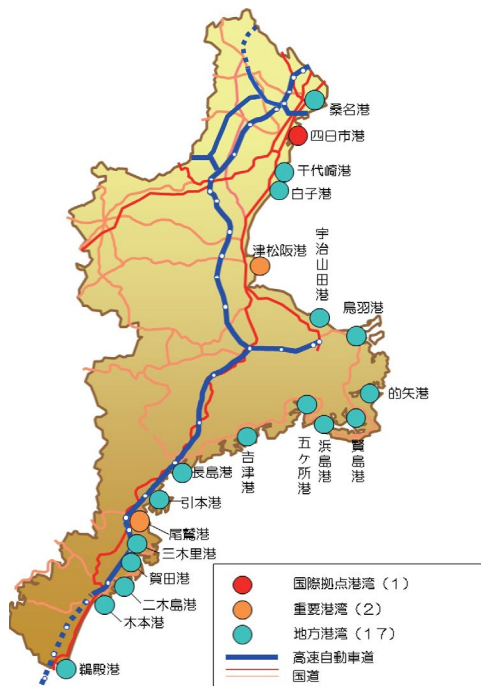 桑名港
四日市港
千代崎港
白子港
津松阪港
宇治山田港
鳥羽港
的矢港
賢島港
浜島港
五ヶ所港
吉津港
長島港
引本港
尾鷲港
三木里港
賀田港
二木島港
木本港
鵜殿港
国際拠点港湾（1）
重要港湾（2）
地方港湾（17）
高速自動車道
国道